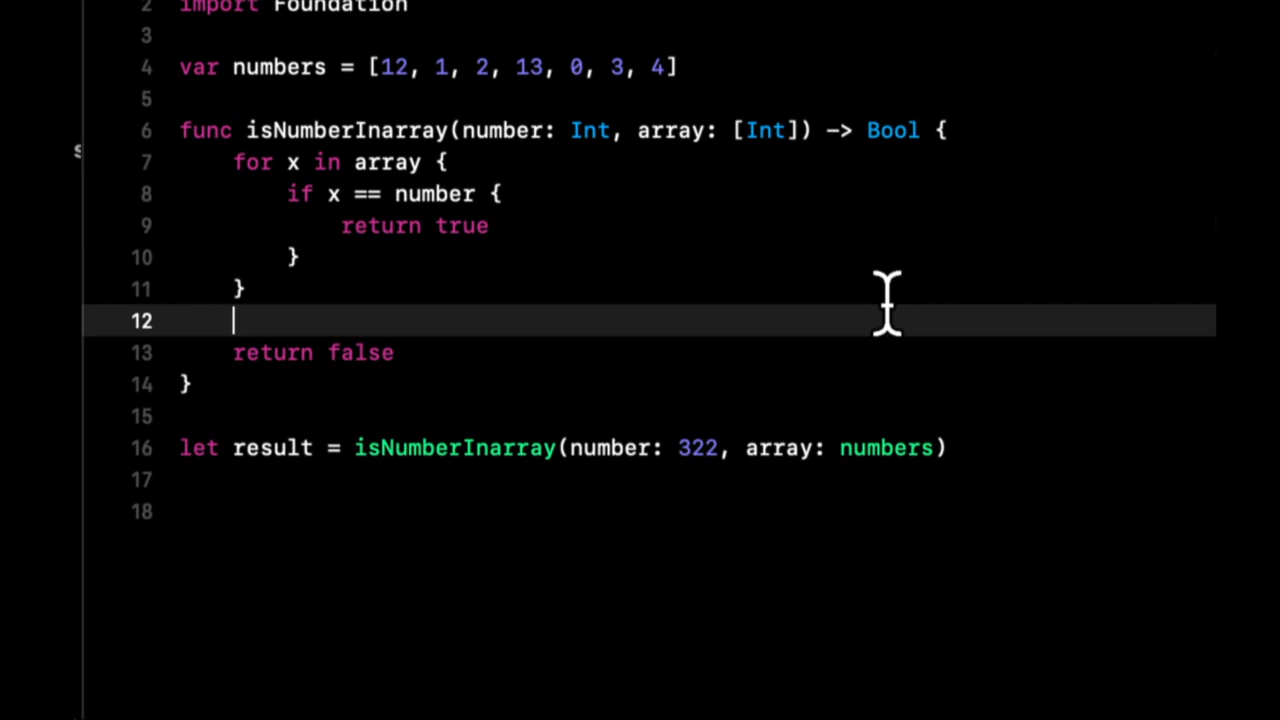 2 import Foundation
3
4 var numbers = [12, 1, 2, 13, 0, 3, 4]
5
6 func isNumberInarray(number: Int, array: [Int]) -> Bool {
7     for x in array {
8         if x == number {
9             return true
10         }
11     }
12
13     return false
14 }
15
16 let result = isNumberInarray(number: 322, array: numbers)
17
18